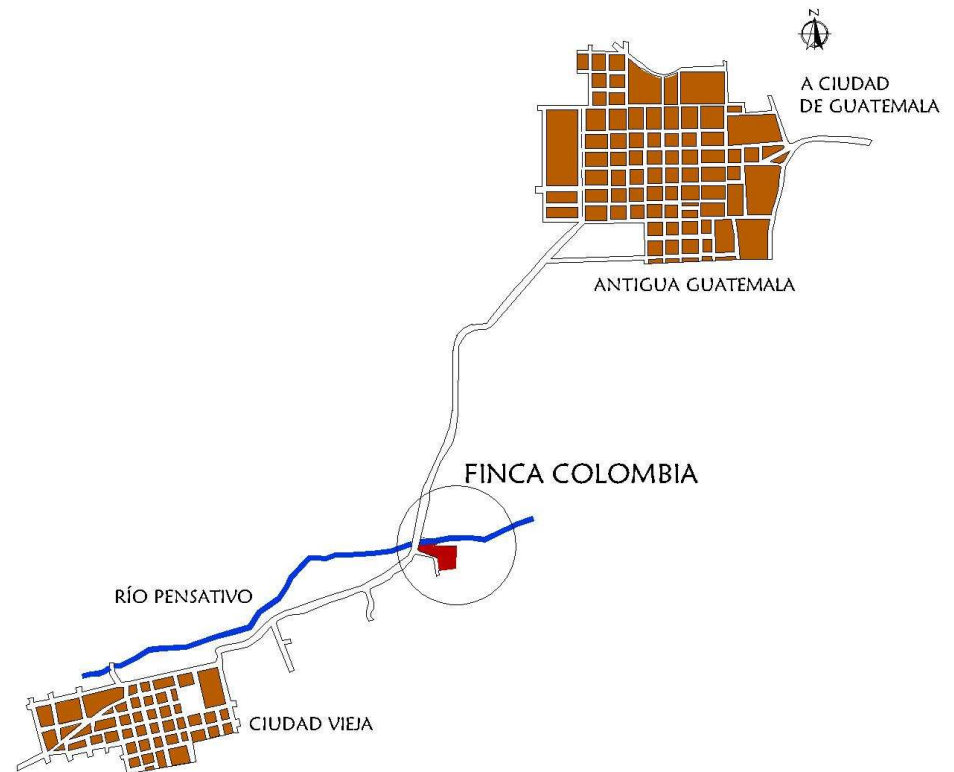 N
A CIUDAD
DE GUATEMALA
ANTIGUA GUATEMALA
FINCA COLOMBIA
RÍO PENSATIVO
CIUDAD VIEJA